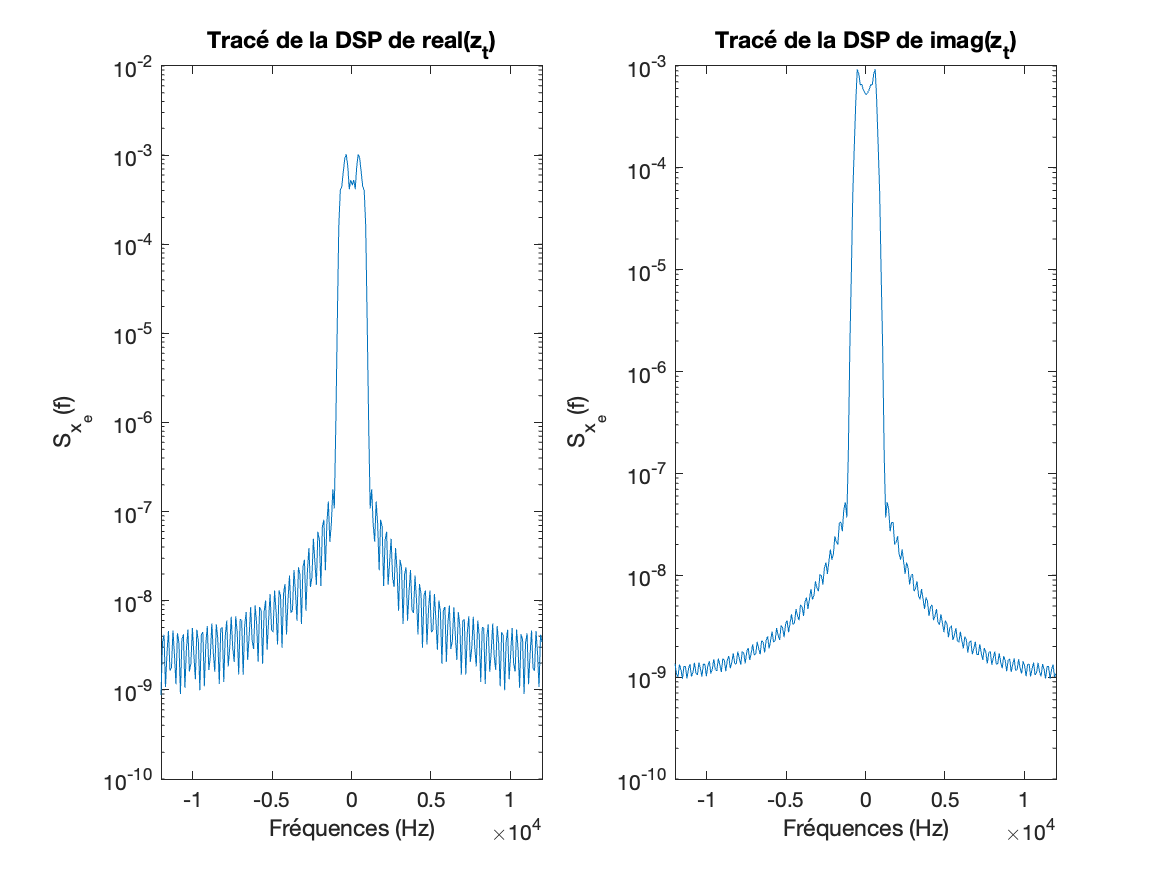 Tracé de la DSP de real(z_t)
10^-2
10^-3
10^-4
10^-5
10^-6
10^-7
10^-8
10^-9
10^-10
S_x_e(f)
-1 -0.5 0 0.5 1
Fréquences (Hz)
×10^4
Tracé de la DSP de imag(z_t)
10^-3
10^-4
10^-5
10^-6
10^-7
10^-8
10^-9
10^-10
S_x_e(f)
-1 -0.5 0 0.5 1
Fréquences (Hz)
×10^4